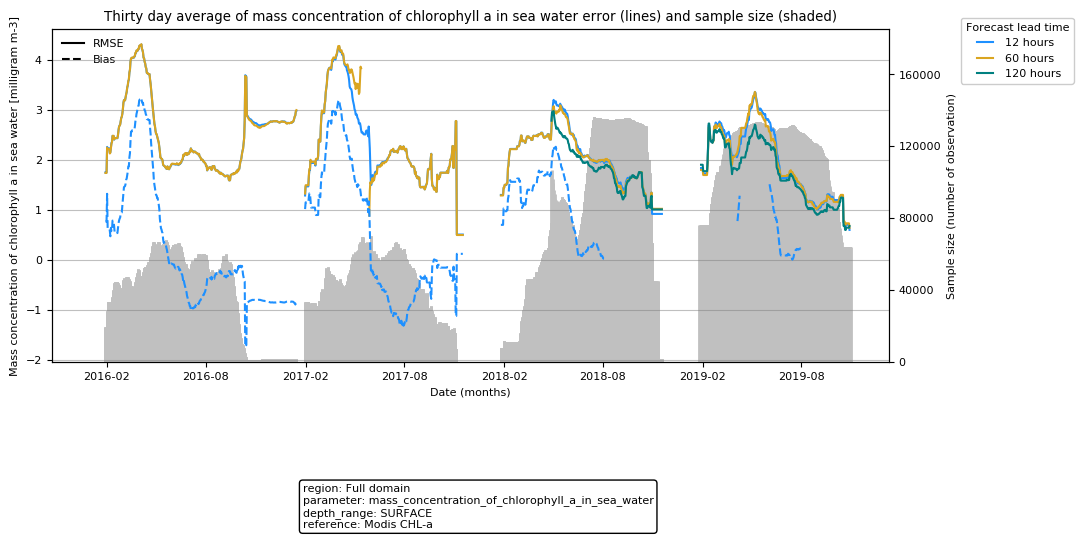 Thirty day average of mass concentration of chlorophyll a in sea water error (lines) and sample size (shaded)
Mass concentration of chlorophyll a in sea water [milligram m-3]
RMSE
Bias
4
3
2
1
0
−1
−2
160000
120000
80000
40000
0
Sample size (number of observation)
Forecast lead time
12 hours
60 hours
120 hours
2016-02
2016-08
2017-02
2017-08
2018-02
2018-08
2019-02
2019-08
Date (months)
region: Full domain
parameter: mass_concentration_of_chlorophyll_a_in_sea_water
depth_range: SURFACE
reference: Modis CHL-a